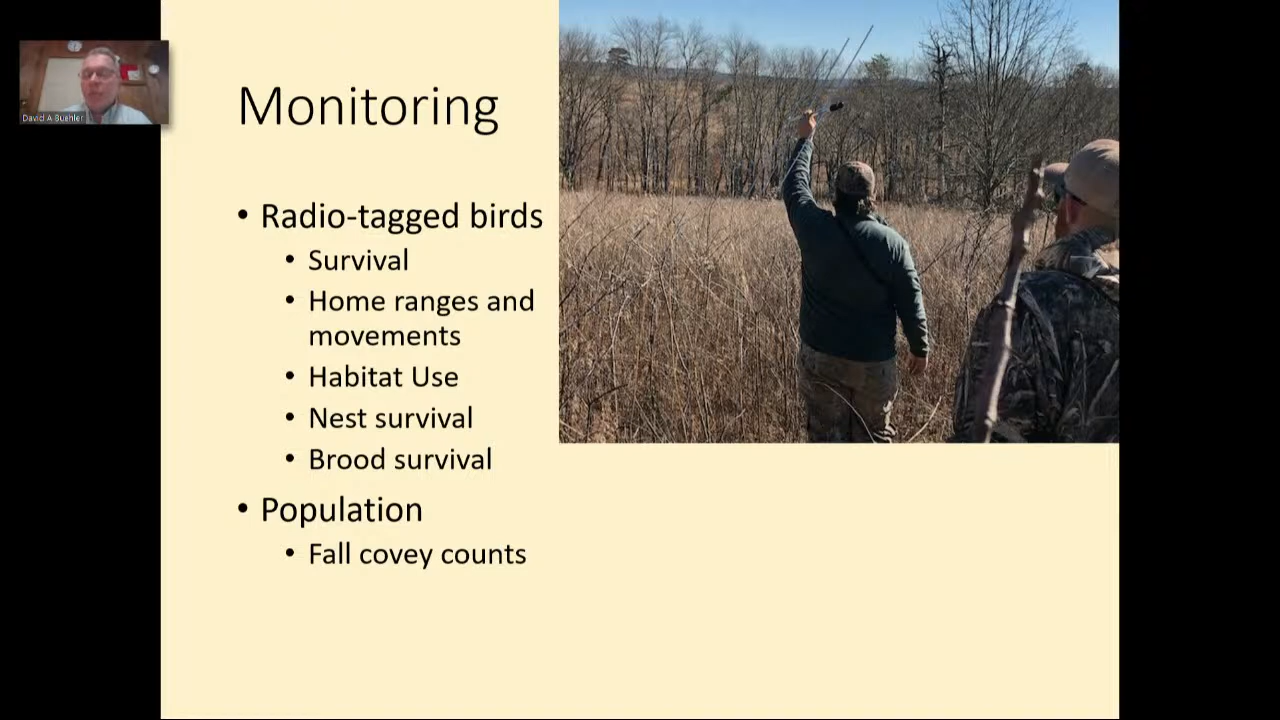 David A Buehler
Monitoring
• Radio-tagged birds
• Survival
• Home ranges and
movements
• Habitat Use
• Nest survival
• Brood survival
• Population
• Fall covey counts